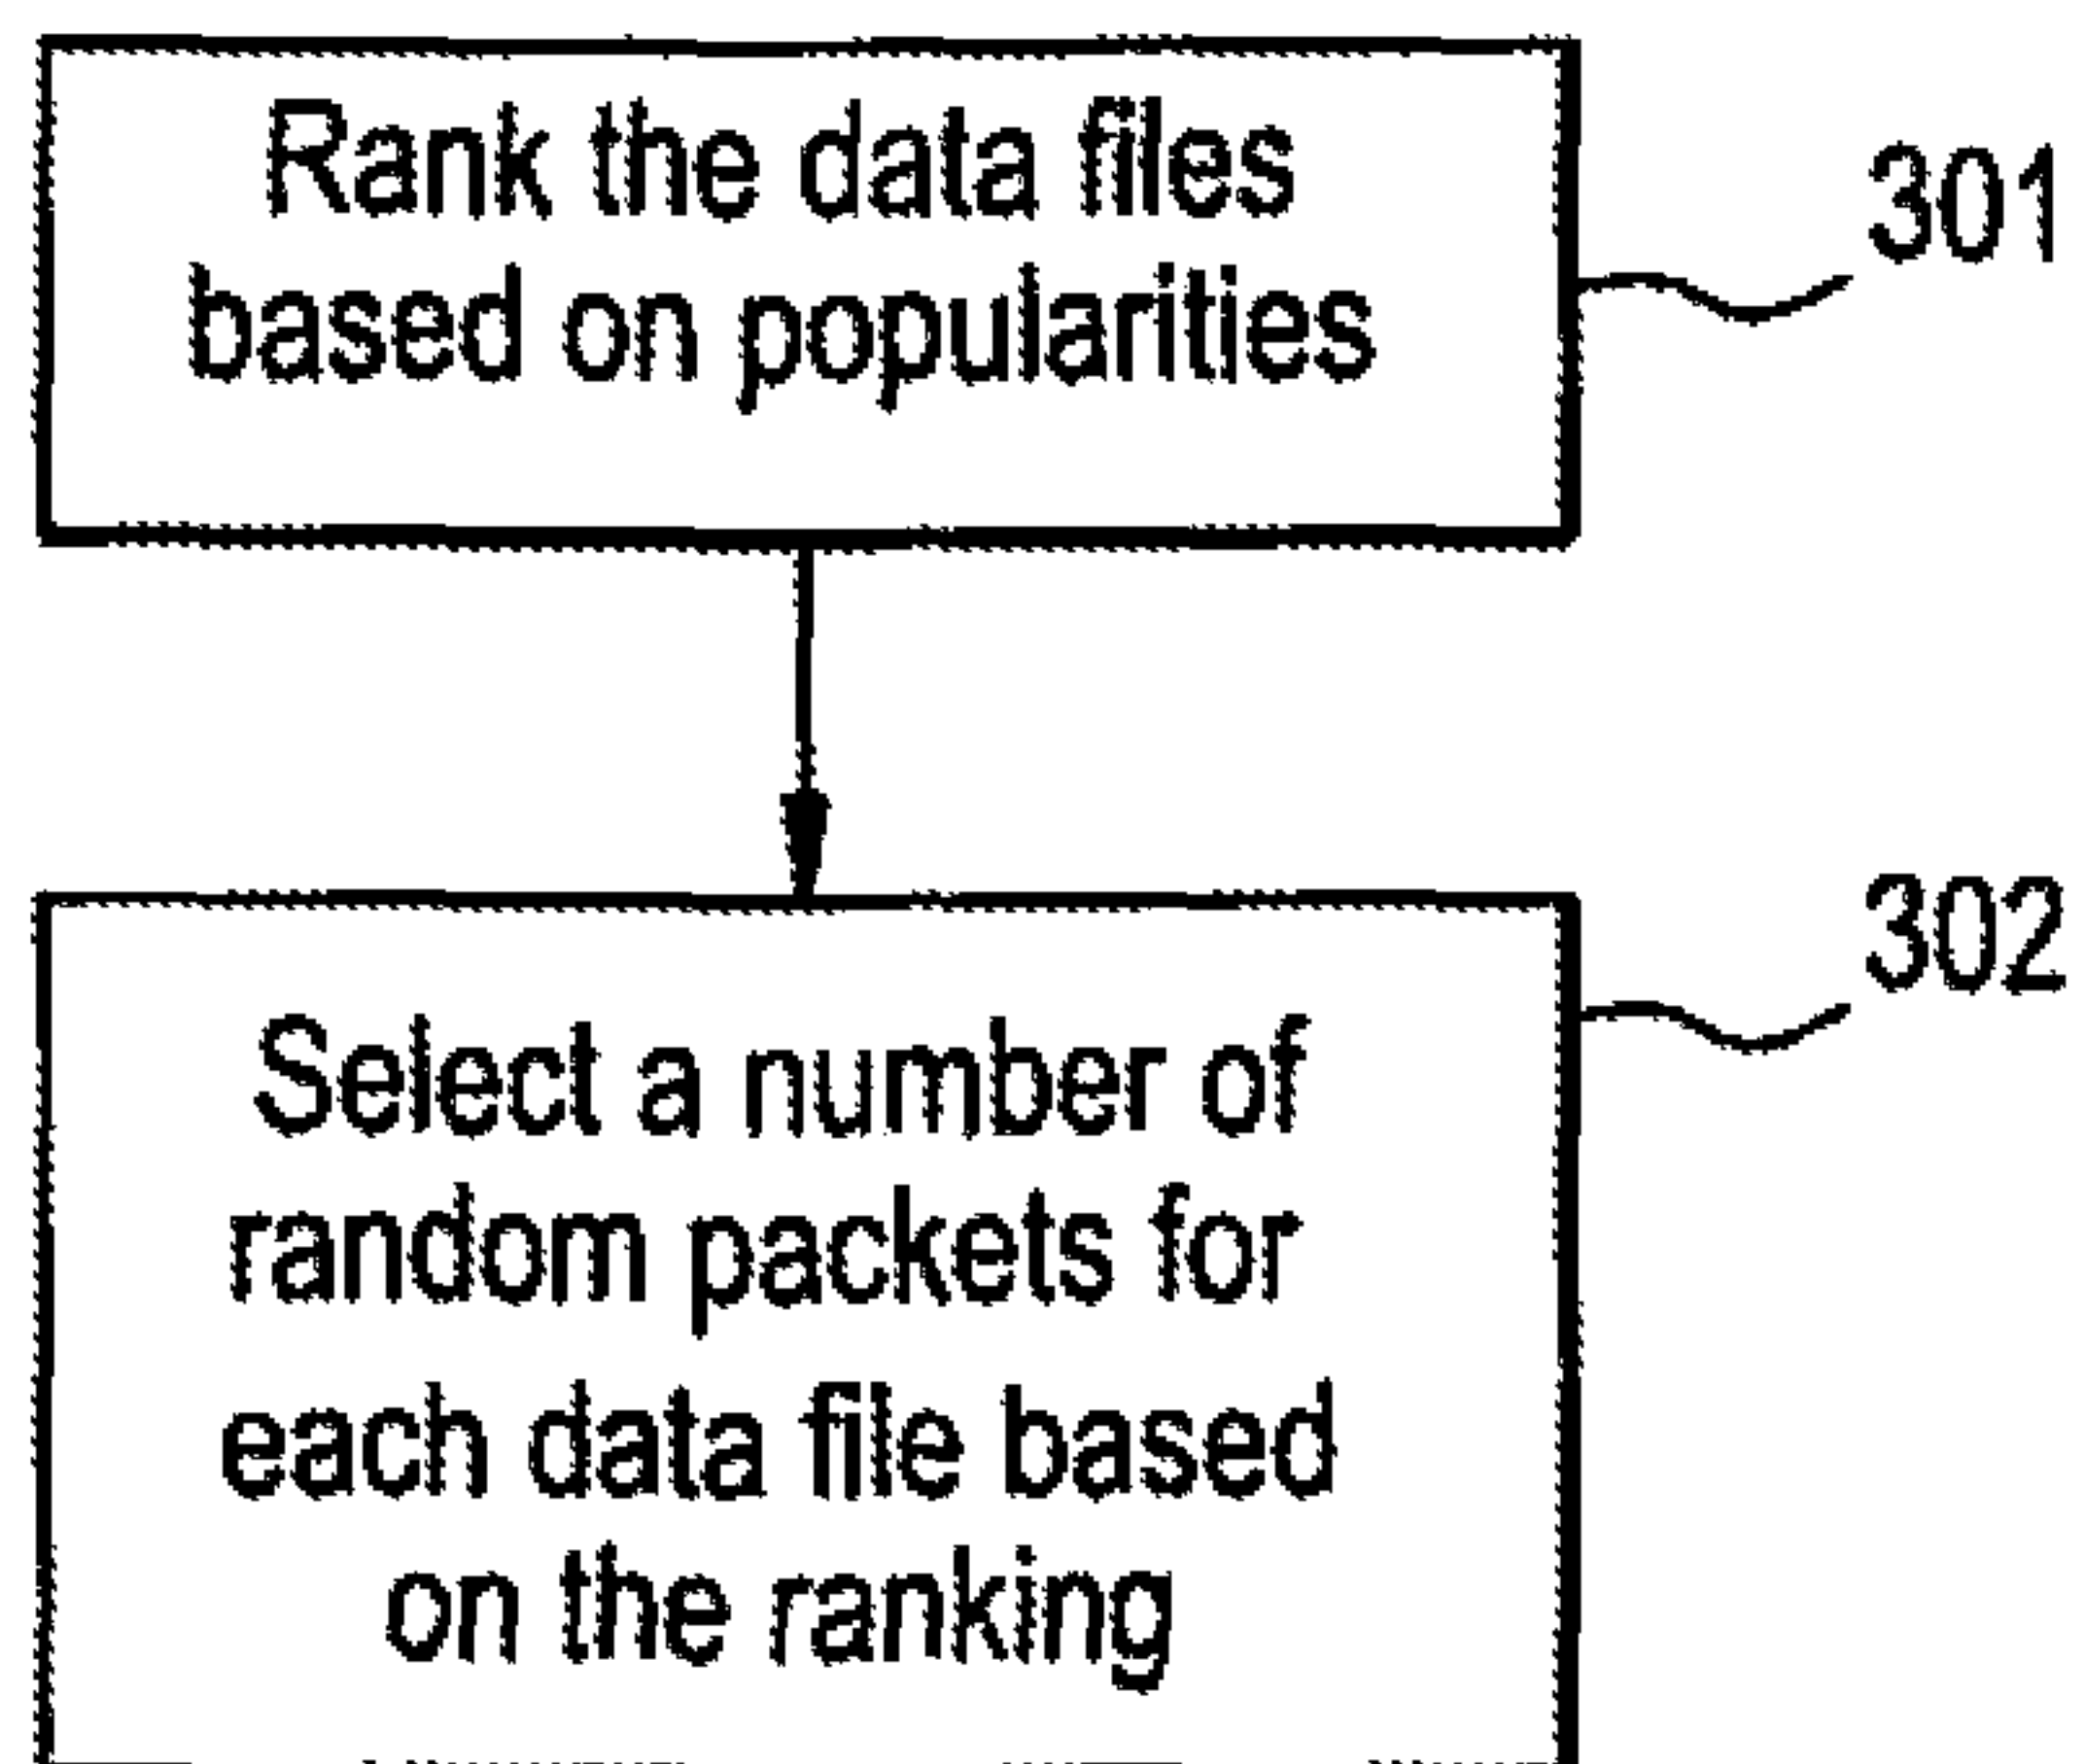 Rank the data files
based on popularities
301
302
Select a number of
random packets for
each data file based
on the ranking